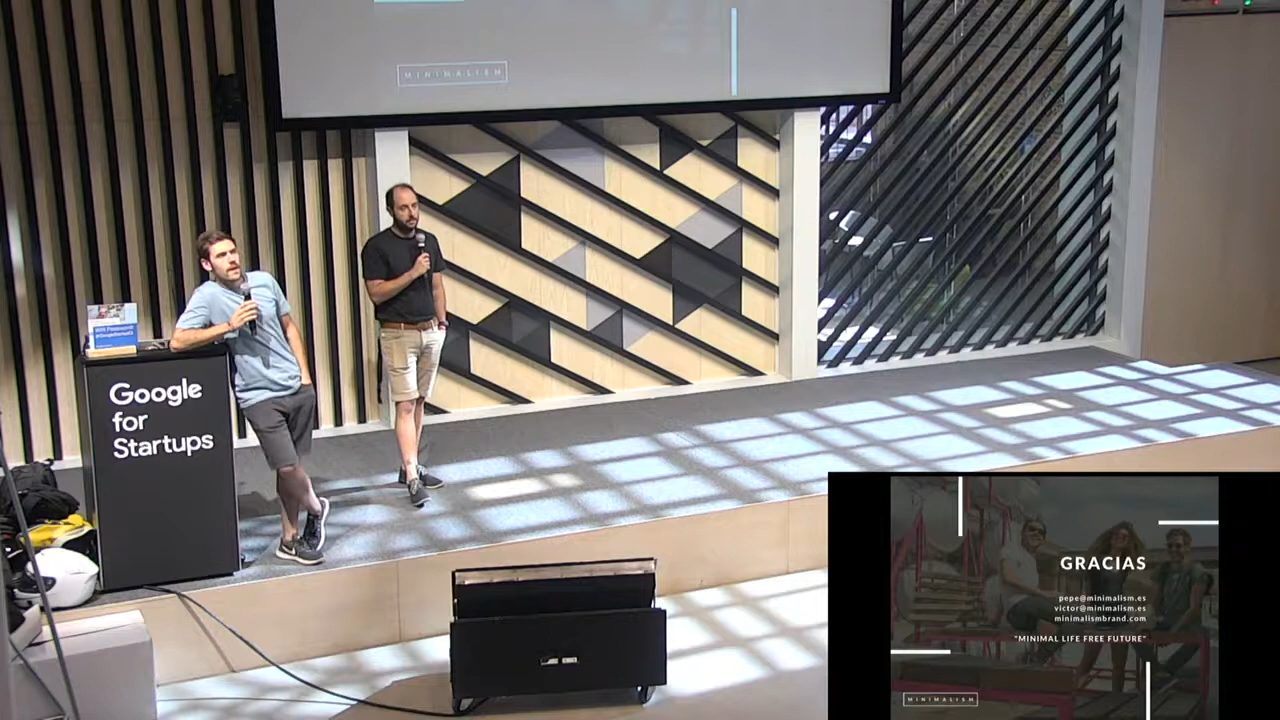 MINIMALISM
Google
for
Startups
GRACIAS
pepe@minimalism.es
victor@minimalism.es
minimalismbrand.com
"MINIMAL LIFE FREE FUTURE"
MINIMALISM